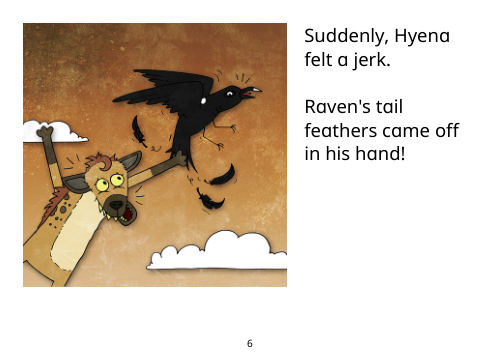 Suddenly, Hyena
felt a jerk.
Raven's tail
feathers came off
in his hand!
6